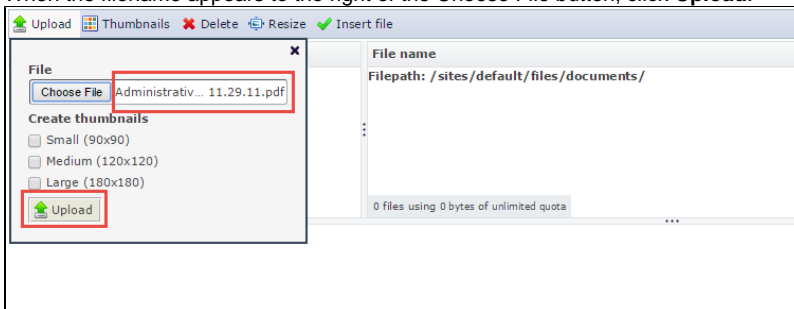 When the filename appears to the right of the Choose File button, click Upload.
Upload Thumbnails Delete Resize Insert file
x
File name
File
Filepath: /sites/default/files/documents/
Choose File Administrativ... 11.29.11.pdf
Create thumbnails
Small (90x90)
Medium (120x120)
Large (180x180)
Upload
0 files using 0 bytes of unlimited quota